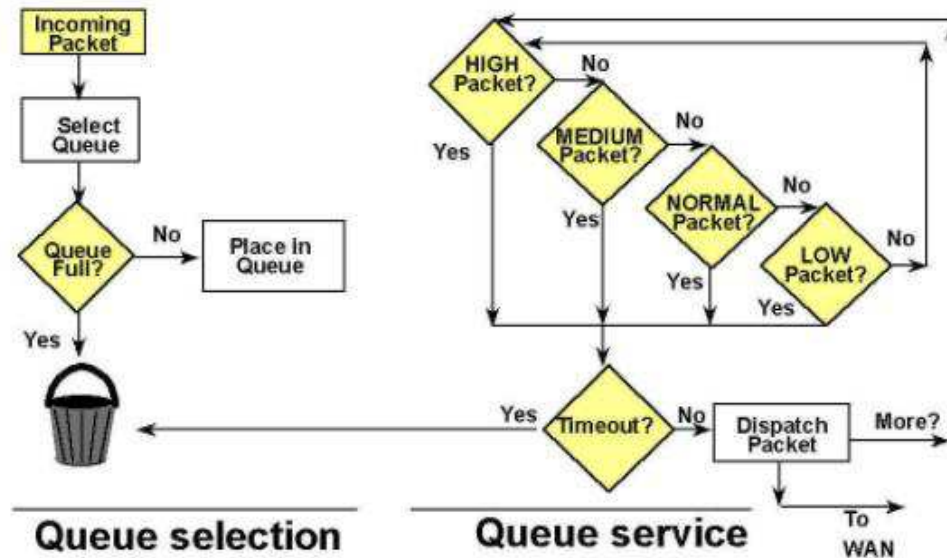 Incoming
Packet
Select
Queue
Queue
Full?
No
Place in
Queue
Yes
Queue selection
HIGH
Packet?
No
Yes
MEDIUM
Packet?
No
Yes
NORMAL
Packet?
No
Yes
LOW
Packet?
No
Yes
Timeout?
Yes
No
Dispatch
Packet
More?
To
WAN
Queue service